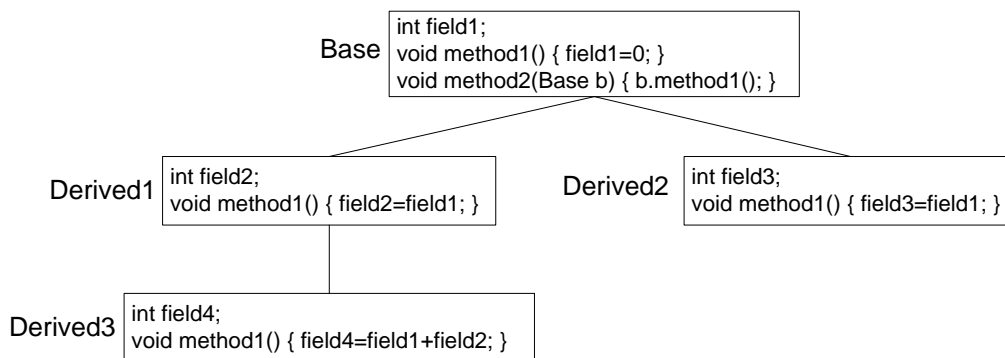 Base
int field1;
void method1() { field1=0; }
void method2(Base b) { b.method1(); }
Derived1
int field2;
void method1() { field2=field1; }
Derived2
int field3;
void method1() { field3=field1; }
Derived3
int field4;
void method1() { field4=field1+field2; }